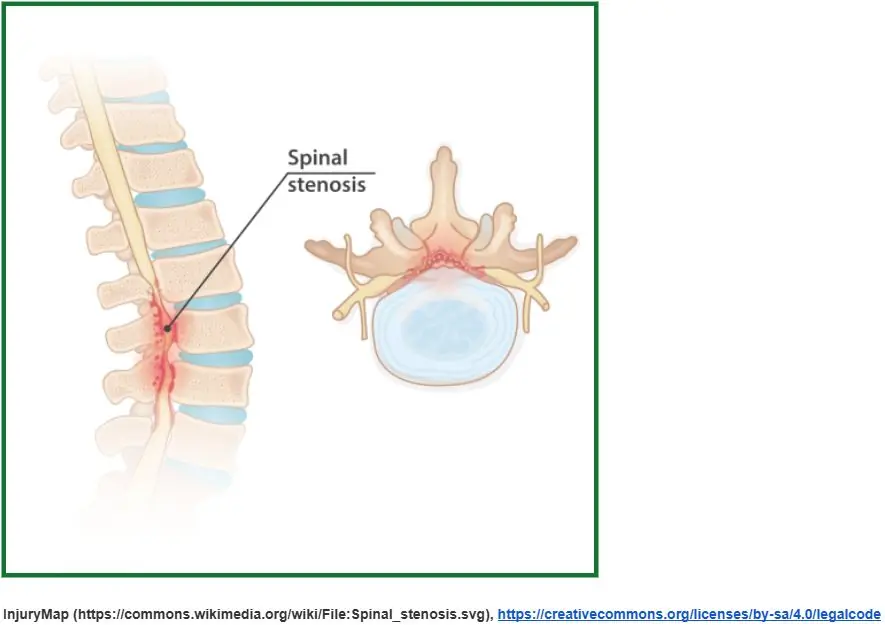 Spinal
stenosis
InjuryMap (https://commons.wikimedia.org/wiki/File:Spinal_stenosis.svg), https://creativecommons.org/licenses/by-sa/4.0/legalcode